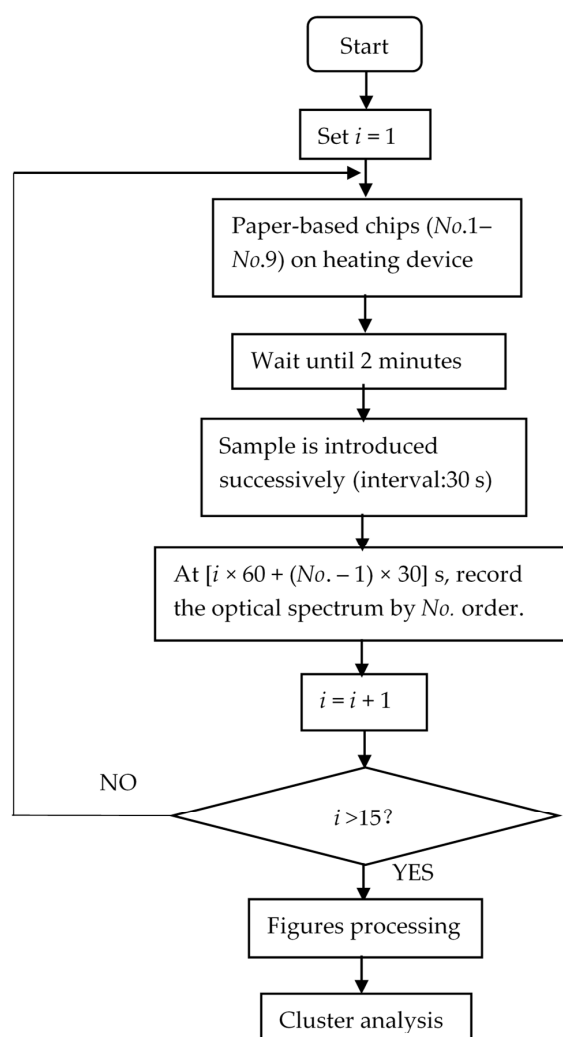 Start
Set i = 1
Paper-based chips (No.1–
No.9) on heating device
Wait until 2 minutes
Sample is introduced
successively (interval:30 s)
At [i × 60 + (No. – 1) × 30] s, record
the optical spectrum by No. order.
i = i + 1
NO
i >15?
YES
Figures processing
Cluster analysis